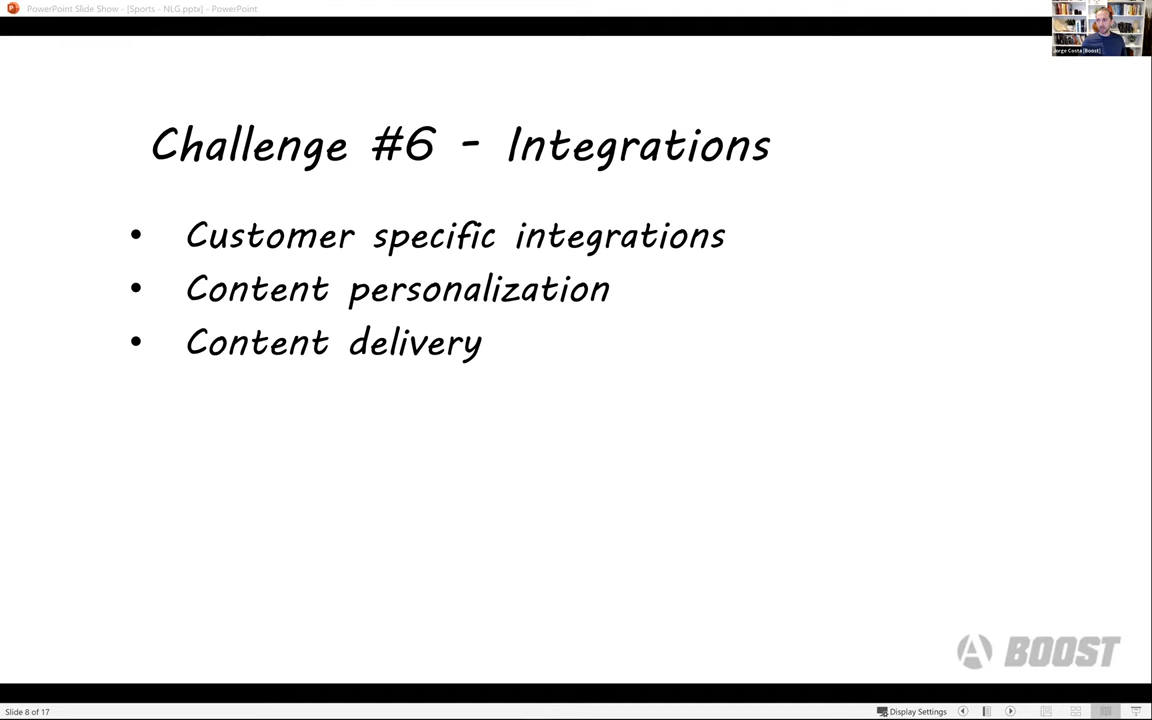 PowerPoint Slide Show - [Sports - NLG.pptx] - PowerPoint
Jorge Costa [Boost]
Challenge #6 - Integrations
• Customer specific integrations
• Content personalization
• Content delivery
A BOOST
Slide 8 of 17
Display Settings